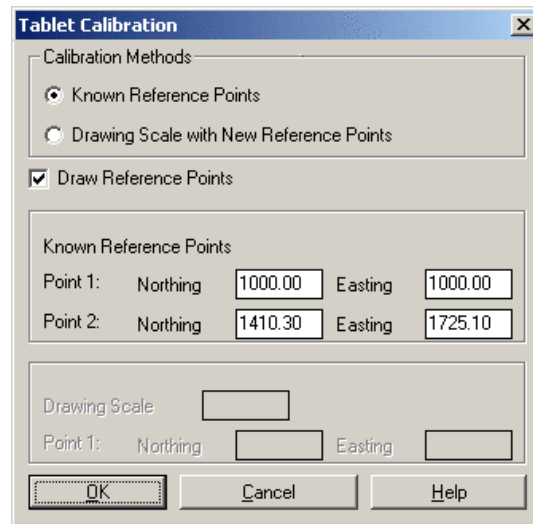 Tablet Calibration
Calibration Methods
Known Reference Points
Drawing Scale with New Reference Points
Draw Reference Points
Known Reference Points
Point 1: Northing 1000.00 Easting 1000.00
Point 2: Northing 1410.30 Easting 1725.10
Drawing Scale
Point 1: Northing Easting
OK Cancel Help